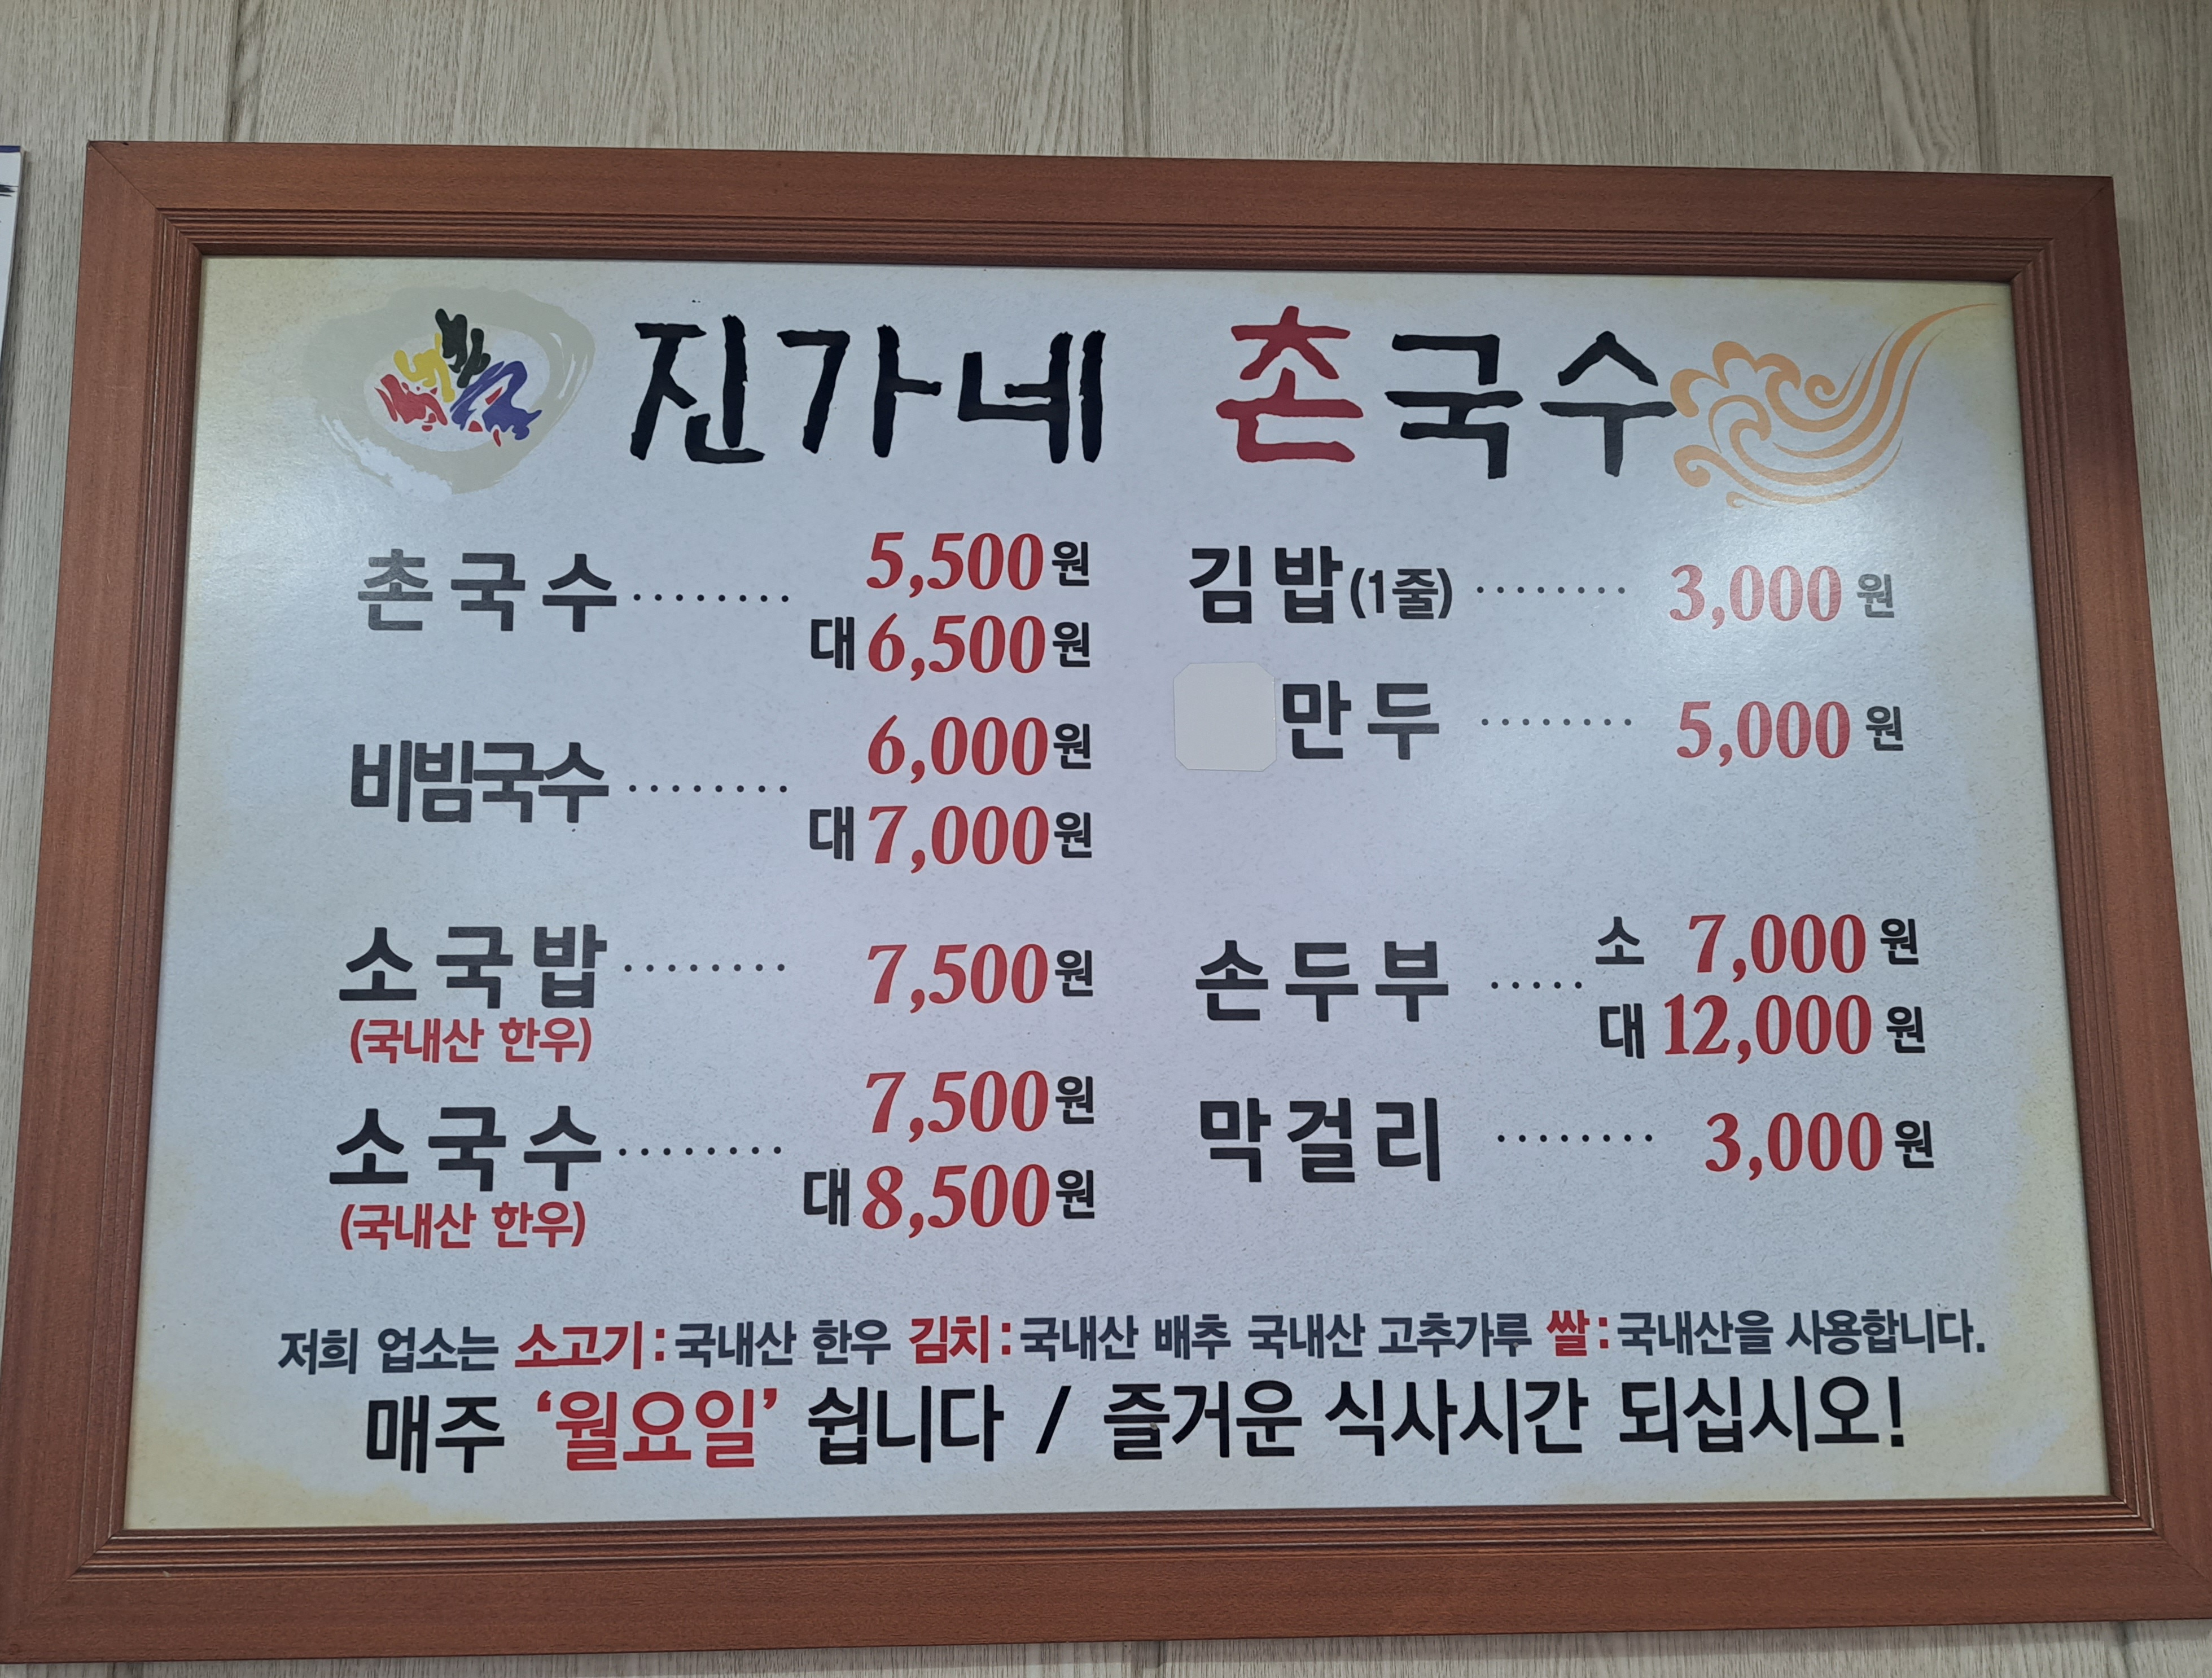 진가네 촌국수
촌국수 ········ 5,500원
대 6,500원
비빔국수 ········ 6,000원
대 7,000원
소국밥 ········ 7,500원
(국내산 한우)
소국수 ········ 7,500원
대 8,500원
(국내산 한우)
김밥(1줄) ········ 3,000원
만두 ········ 5,000원
손두부 ····· 소 7,000원
대 12,000원
막걸리 ········ 3,000원
저희 업소는 소고기:국내산 한우 김치:국내산 배추 국내산 고추가루 쌀:국내산을 사용합니다.
매주 ‘월요일’ 쉽니다 / 즐거운 식사시간 되십시오!